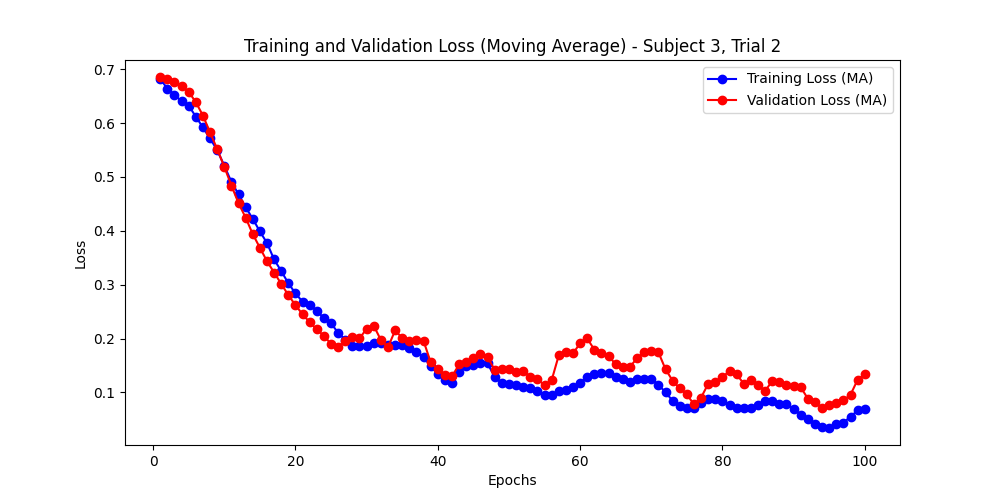 Training and Validation Loss (Moving Average) - Subject 3, Trial 2
Training Loss (MA)
Validation Loss (MA)
Loss
0.7
0.6
0.5
0.4
0.3
0.2
0.1
0 20 40 60 80 100
Epochs